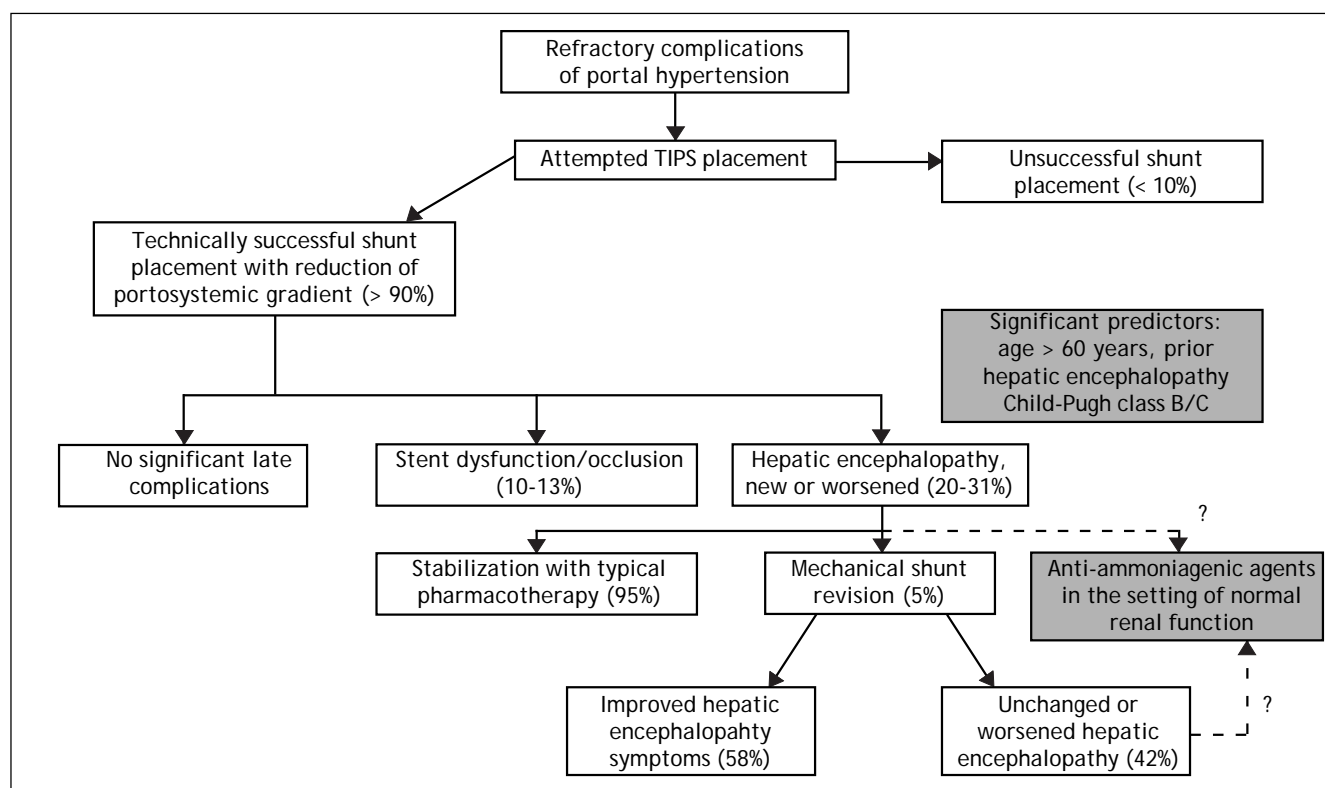 Refractory complications
of portal hypertension
Attempted TIPS placement
Unsuccessful shunt
placement (< 10%)
Technically successful shunt
placement with reduction of
portosystemic gradient (> 90%)
Significant predictors:
age > 60 years, prior
hepatic encephalopathy
Child-Pugh class B/C
No significant late
complications
Stent dysfunction/occlusion
(10-13%)
Hepatic encephalopathy,
new or worsened (20-31%)
?
Stabilization with typical
pharmacotherapy (95%)
Mechanical shunt
revision (5%)
Anti-ammoniagenic agents
in the setting of normal
renal function
Improved hepatic
encephalopahty
symptoms (58%)
Unchanged or
worsened hepatic
encephalopathy (42%)
?